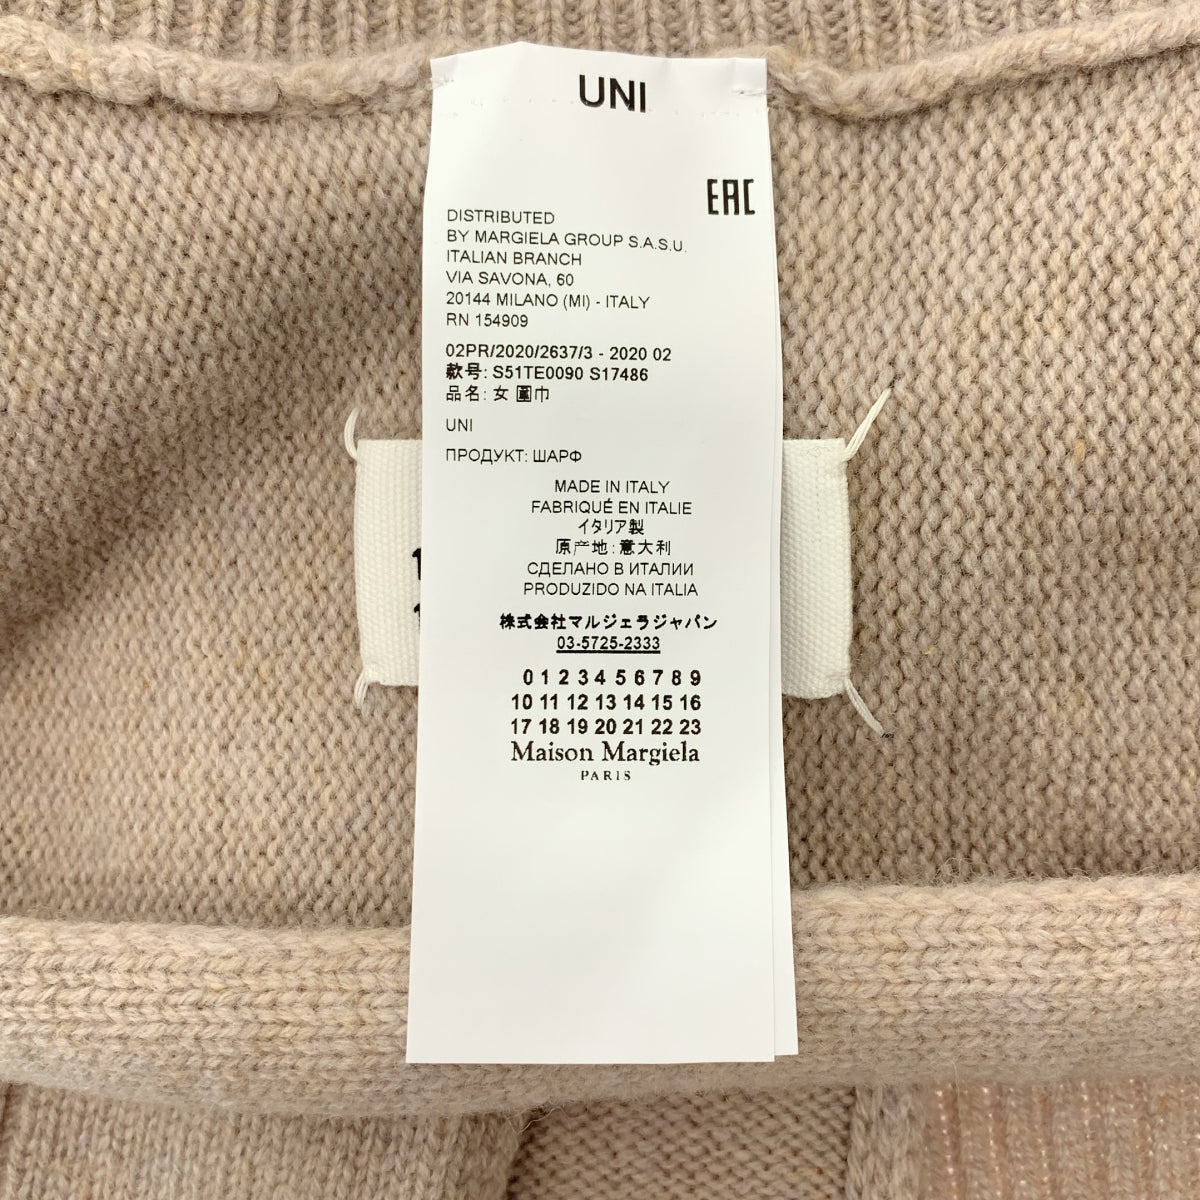 UNI
EAC
DISTRIBUTED
BY MARGIELA GROUP S.A.S.U.
ITALIAN BRANCH
VIA SAVONA, 60
20144 MILANO (MI) - ITALY
RN 154909
02PR/2020/2637/3 - 2020 02
款号: S51TE0090 S17486
品名: 女 圍巾
UNI
ПРОДУКТ: ШАРФ
MADE IN ITALY
FABRIQUÉ EN ITALIE
イタリア製
原产地: 意大利
СДЕЛАНО В ИТАЛИИ
PRODUZIDO NA ITALIA
株式会社マルジェラジャパン
03-5725-2333
0 1 2 3 4 5 6 7 8 9
10 11 12 13 14 15 16
17 18 19 20 21 22 23
Maison Margiela
PARIS